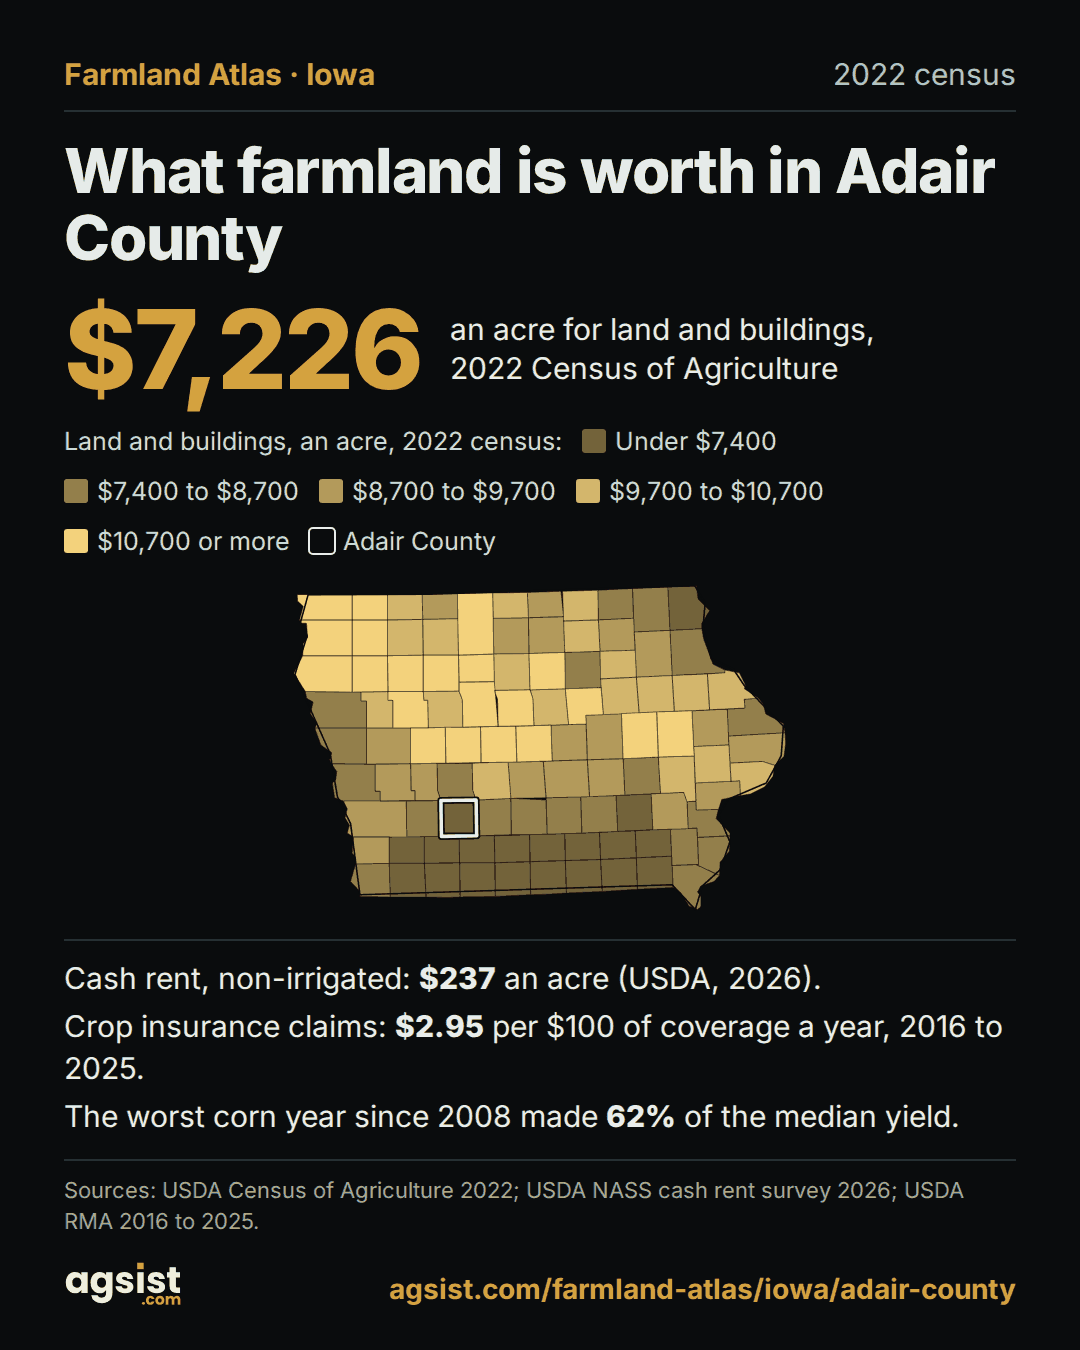 Farmland Atlas · Iowa
2022 census
What farmland is worth in Adair
County
$7,226
an acre for land and buildings,
2022 Census of Agriculture
Land and buildings, an acre, 2022 census: Under $7,400
$7,400 to $8,700 $8,700 to $9,700 $9,700 to $10,700
$10,700 or more Adair County
Cash rent, non-irrigated: $237 an acre (USDA, 2026).
Crop insurance claims: $2.95 per $100 of coverage a year, 2016 to
2025.
The worst corn year since 2008 made 62% of the median yield.
Sources: USDA Census of Agriculture 2022; USDA NASS cash rent survey 2026; USDA
RMA 2016 to 2025.
agsist
.com
agsist.com/farmland-atlas/iowa/adair-county